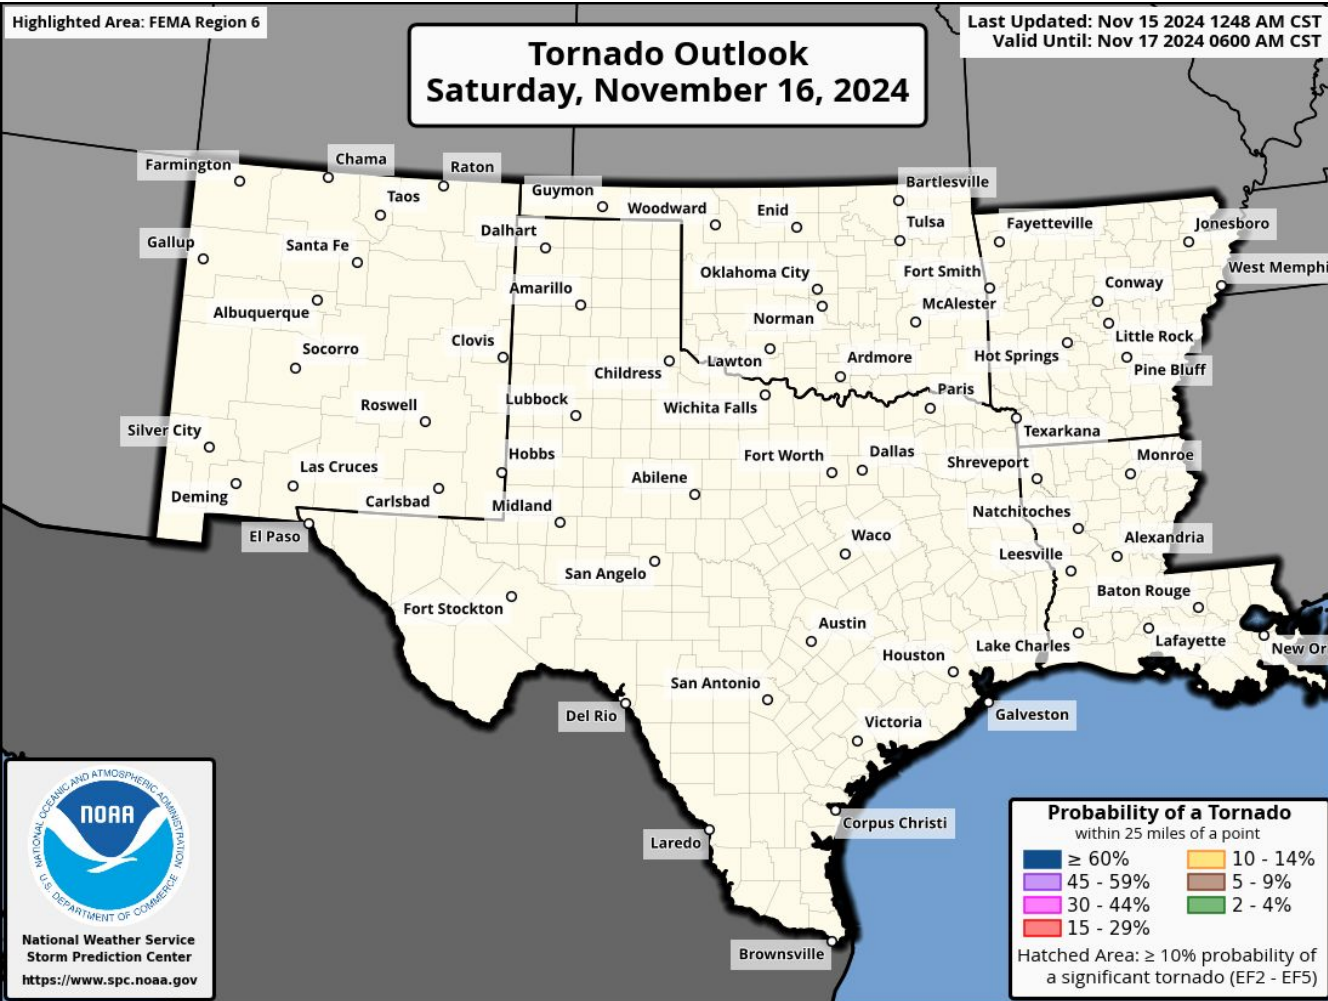 Highlighted Area: FEMA Region 6
Last Updated: Nov 15 2024 1248 AM CST
Valid Until: Nov 17 2024 0600 AM CST
Tornado Outlook
Saturday, November 16, 2024
Farmington
Chama
Raton
Taos
Guymon
Woodward
Enid
Bartlesville
Tulsa
Fayetteville
Jonesboro
Gallup
Santa Fe
Dalhart
Oklahoma City
Fort Smith
West Memphi
Amarillo
Conway
Albuquerque
Norman
McAlester
Socorro
Clovis
Little Rock
Childress
Lawton
Ardmore
Hot Springs
Pine Bluff
Roswell
Lubbock
Wichita Falls
Paris
Silver City
Texarkana
Las Cruces
Hobbs
Fort Worth
Dallas
Shreveport
Monroe
Deming
Carlsbad
Abilene
Midland
Natchitoches
El Paso
Waco
Alexandria
Leesville
San Angelo
Baton Rouge
Fort Stockton
Austin
Lake Charles
Lafayette
New Or
Houston
San Antonio
Del Rio
Victoria
Galveston
Corpus Christi
Laredo
Brownsville
NATIONAL OCEANIC AND ATMOSPHERIC ADMINISTRATION
NOAA
U.S. DEPARTMENT OF COMMERCE
National Weather Service
Storm Prediction Center
https://www.spc.noaa.gov
Probability of a Tornado
within 25 miles of a point
≥ 60%
10 - 14%
45 - 59%
5 - 9%
30 - 44%
2 - 4%
15 - 29%
Hatched Area: ≥ 10% probability of
a significant tornado (EF2 - EF5)